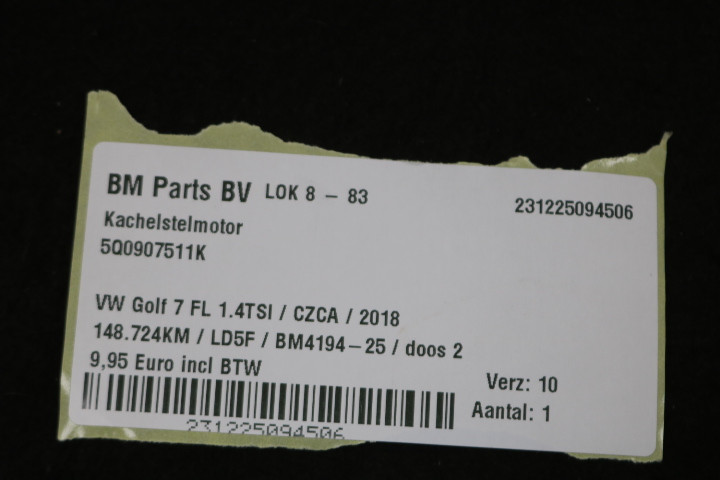 BM Parts BV LOK 8 - 83 231225094506
Kachelstelmotor
5Q0907511K
VW Golf 7 FL 1.4TSI / CZCA / 2018
148.724KM / LD5F / BM4194-25 / doos 2
9,95 Euro incl BTW
Verz: 10
Aantal: 1
231225094506